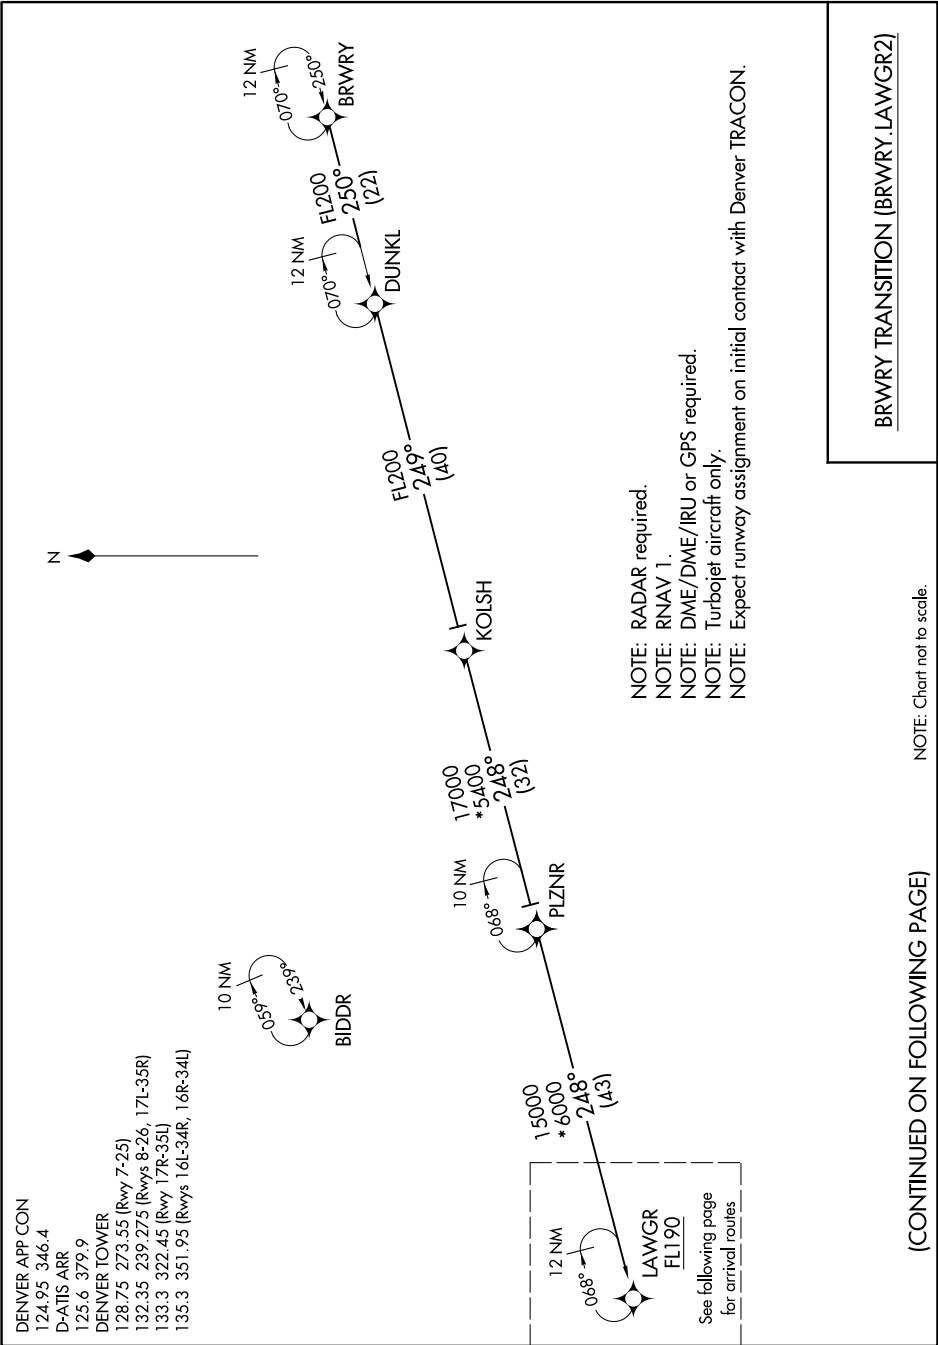 DENVER APP CON
124.95 346.4
D-ATIS ARR
125.6 379.9
DENVER TOWER
128.75 273.55 (Rwy 7-25)
132.35 239.275 (Rwys 8-26, 17L-35R)
133.3 322.45 (Rwy 17R-35L)
135.3 351.95 (Rwys 16L-34R, 16R-34L)
N
12 NM
070°
250°
BRWRY
FL200
250°
(22)
12 NM
070°
DUNKL
FL200
249°
(40)
KOLSH
17000
*5400
248°
(32)
10 NM
068°
PLZNR
10 NM
059°
239°
BIDDR
15000
*6000
248°
(43)
12 NM
068°
LAWGR
FL190
See following page
for arrival routes
NOTE: RADAR required.
NOTE: RNAV 1.
NOTE: DME/DME/IRU or GPS required.
NOTE: Turbojet aircraft only.
NOTE: Expect runway assignment on initial contact with Denver TRACON.
BRWRY TRANSITION (BRWRY.LAWGR2)
NOTE: Chart not to scale.
(CONTINUED ON FOLLOWING PAGE)